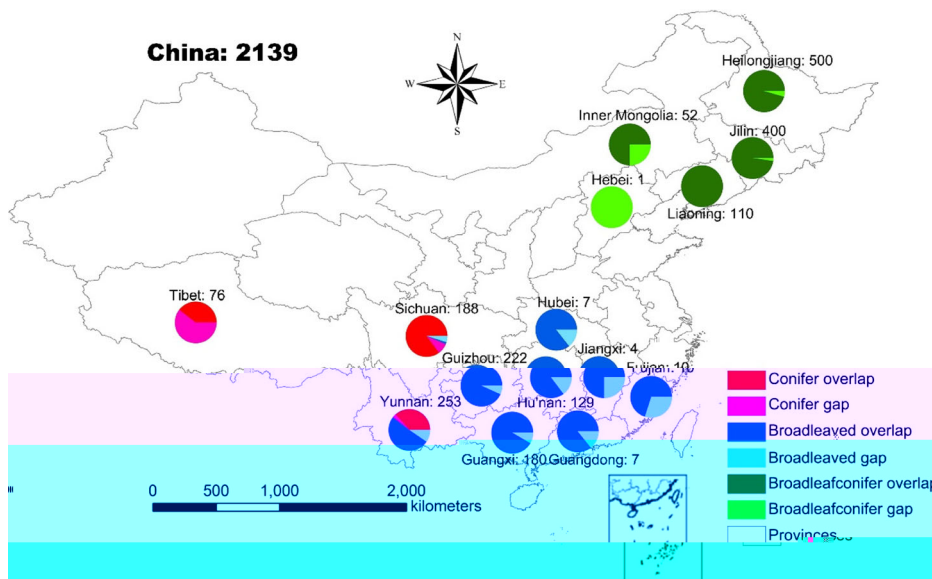 China: 2139
N
W E
S
Heilongjiang: 500
Inner Mongolia: 52
Jilin: 400
Hebei: 1
Liaoning: 110
Tibet: 76
Sichuan: 188
Hubei: 7
Jiangxi: 4
Guizhou: 222
Yunnan: 253
Hu'nan: 129
Guangxi: 180
Guangdong: 7
Conifer overlap
Conifer gap
Broadleaved overlap
Broadleaved gap
Broadleafconifer overlap
Broadleafconifer gap
Provinces
0 500 1,000 2,000
kilometers